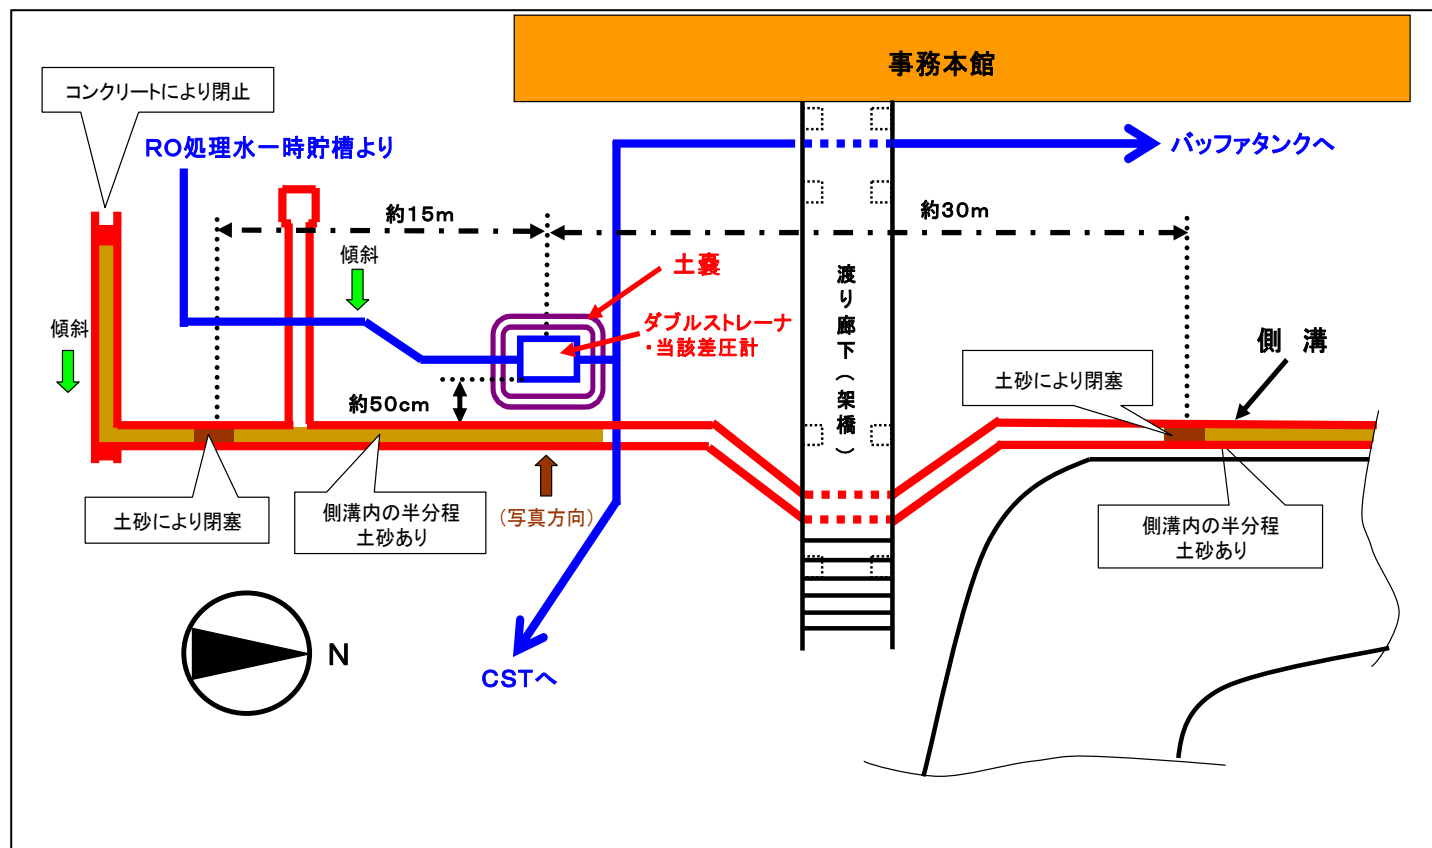 事務本館
コンクリートにより閉止
RO処理水一時貯槽より
バッファタンクへ
約15m
約30m
傾斜
土嚢
渡り廊下（架橋）
ダブルストレーナ
・当該差圧計
傾斜
側　溝
土砂により閉塞
約50cm
土砂により閉塞
側溝内の半分程
土砂あり
(写真方向)
側溝内の半分程
土砂あり
N
CSTへ